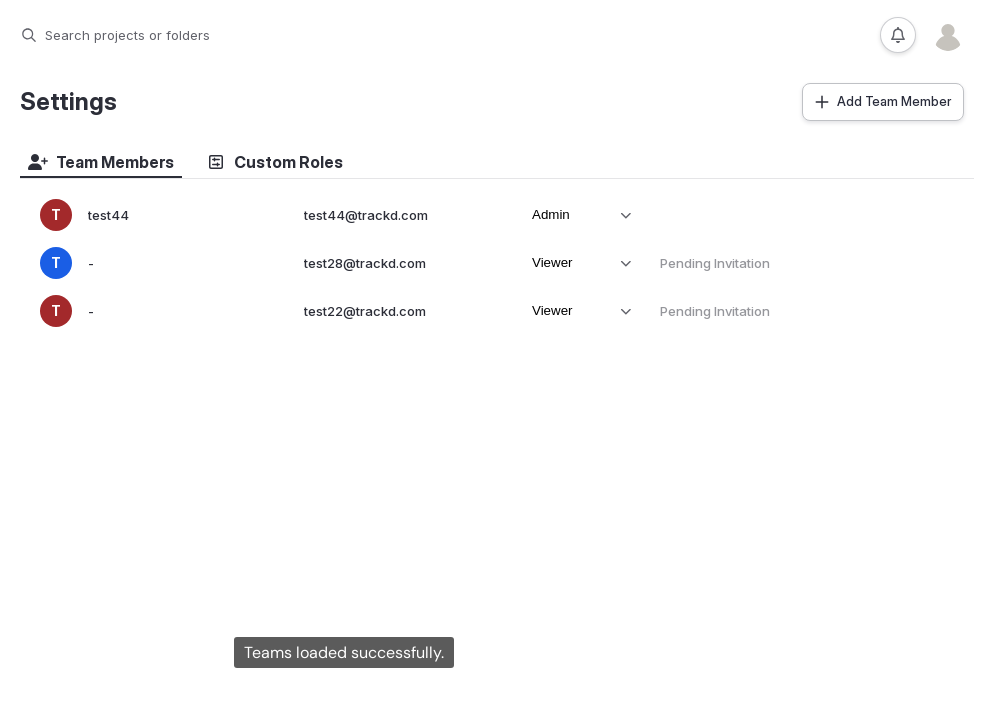 Search projects or folders
Settings
Add Team Member
Team Members
Custom Roles
T test44 test44@trackd.com Admin
T - test28@trackd.com Viewer Pending Invitation
T - test22@trackd.com Viewer Pending Invitation
Teams loaded successfully.